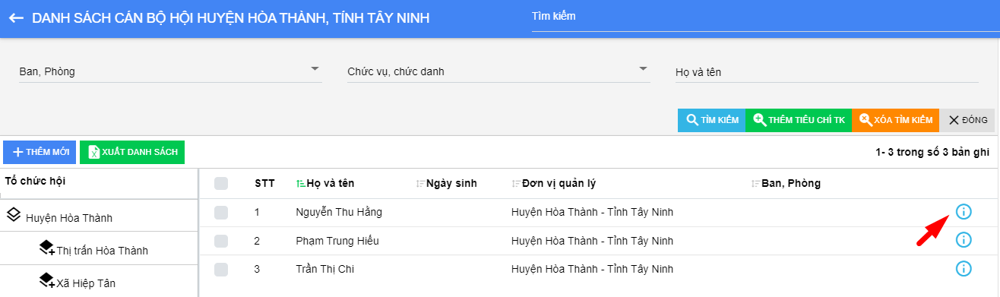 DANH SÁCH CÁN BỘ HỘI HUYỆN HÒA THÀNH, TỈNH TÂY NINH
Tìm kiếm
Ban, Phòng
Chức vụ, chức danh
Họ và tên
TÌM KIẾM
THÊM TIÊU CHÍ TK
XÓA TÌM KIẾM
ĐÓNG
THÊM MỚI
XUẤT DANH SÁCH
1- 3 trong số 3 bản ghi
Tổ chức hội
STT Họ và tên Ngày sinh Đơn vị quản lý Ban, Phòng
Huyện Hòa Thành
Thị trấn Hòa Thành
Xã Hiệp Tân
1 Nguyễn Thu Hằng Huyện Hòa Thành - Tỉnh Tây Ninh
2 Phạm Trung Hiếu Huyện Hòa Thành - Tỉnh Tây Ninh
3 Trần Thị Chi Huyện Hòa Thành - Tỉnh Tây Ninh